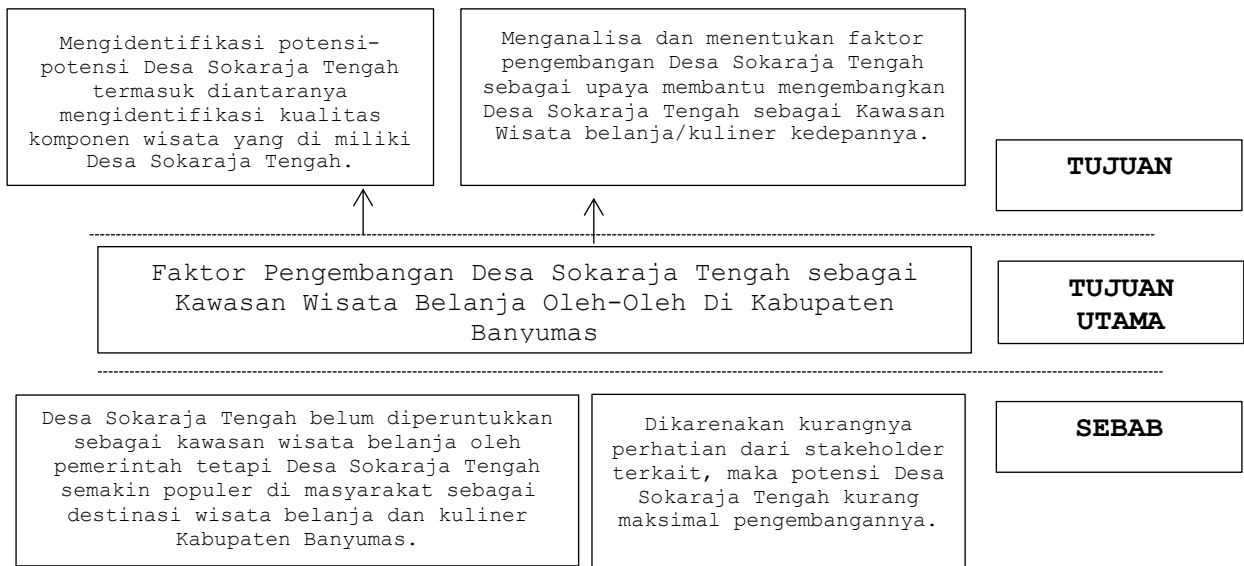 Mengidentifikasi potensi-
potensi Desa Sokaraja Tengah
termasuk diantaranya
mengidentifikasi kualitas
komponen wisata yang di miliki
Desa Sokaraja Tengah.
Menganalisa dan menentukan faktor
pengembangan Desa Sokaraja Tengah
sebagai upaya membantu mengembangkan
Desa Sokaraja Tengah sebagai Kawasan
Wisata belanja/kuliner kedepannya.
TUJUAN
Faktor Pengembangan Desa Sokaraja Tengah sebagai
Kawasan Wisata Belanja Oleh-Oleh Di Kabupaten
Banyumas
TUJUAN
UTAMA
Desa Sokaraja Tengah belum diperuntukkan
sebagai kawasan wisata belanja oleh
pemerintah tetapi Desa Sokaraja Tengah
semakin populer di masyarakat sebagai
destinasi wisata belanja dan kuliner
Kabupaten Banyumas.
Dikarenakan kurangnya
perhatian dari stakeholder
terkait, maka potensi Desa
Sokaraja Tengah kurang
maksimal pengembangannya.
SEBAB